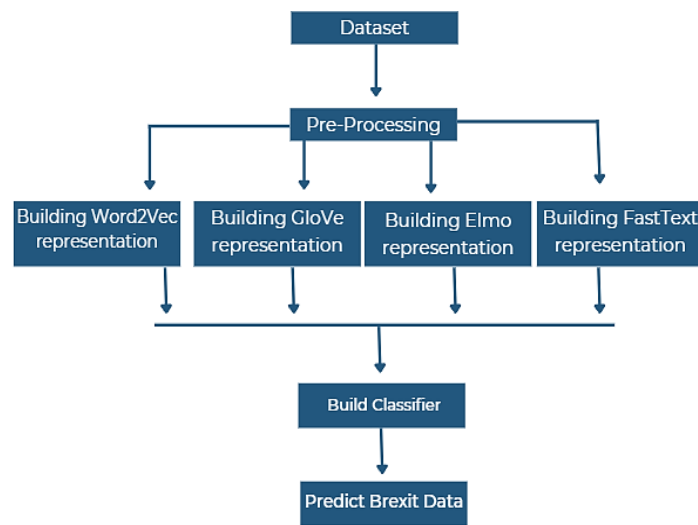 Dataset
Pre-Processing
Building Word2Vec
representation
Building GloVe
representation
Building Elmo
representation
Building FastText
representation
Build Classifier
Predict Brexit Data